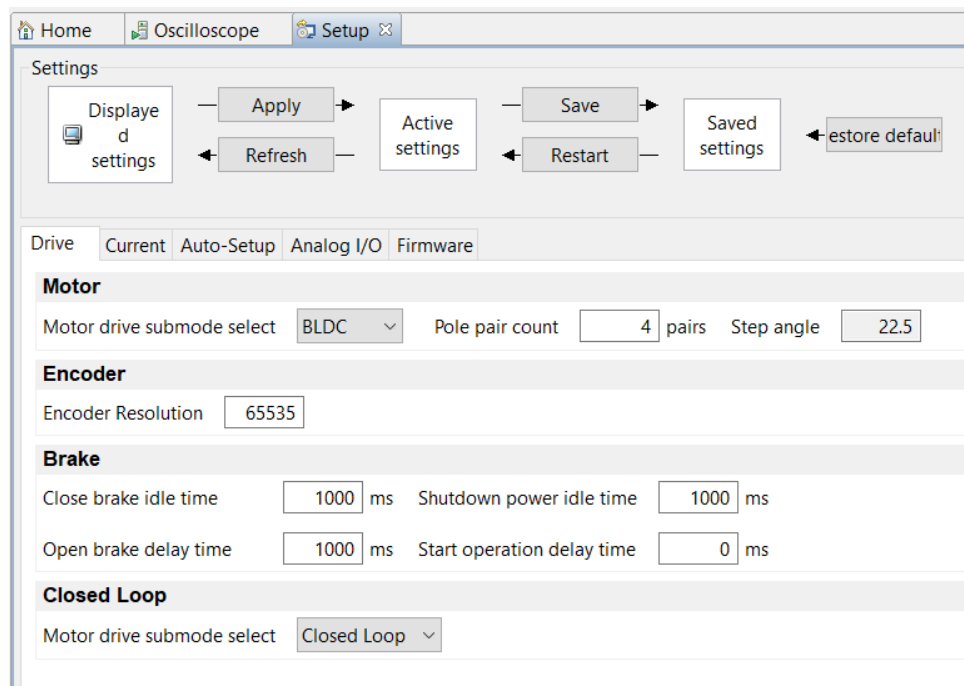 Home Oscilloscope Setup
Settings
Displaye
d
settings
Apply
Refresh
Active
settings
Save
Restart
Saved
settings
estore defaul
Drive Current Auto-Setup Analog I/O Firmware
Motor
Motor drive submode select BLDC Pole pair count 4 pairs Step angle 22.5
Encoder
Encoder Resolution 65535
Brake
Close brake idle time 1000 ms Shutdown power idle time 1000 ms
Open brake delay time 1000 ms Start operation delay time 0 ms
Closed Loop
Motor drive submode select Closed Loop